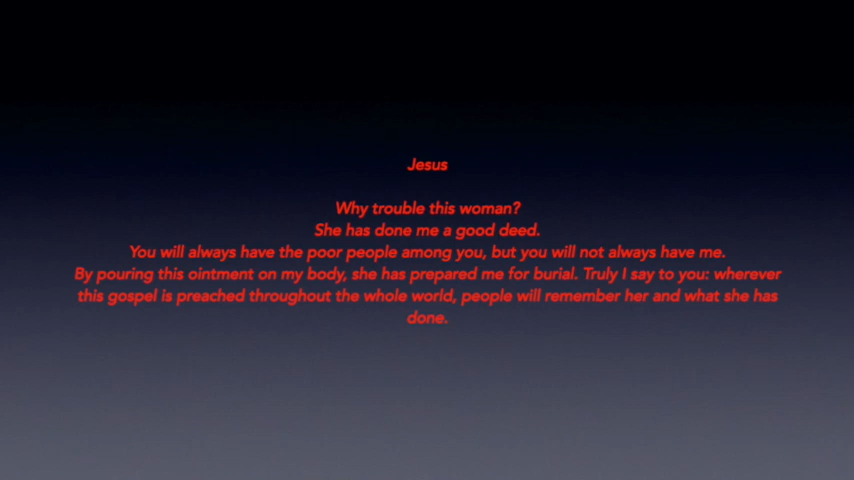 Jesus
Why trouble this woman?
She has done me a good deed.
You will always have the poor people among you, but you will not always have me.
By pouring this ointment on my body, she has prepared me for burial. Truly I say to you: wherever
this gospel is preached throughout the whole world, people will remember her and what she has
done.